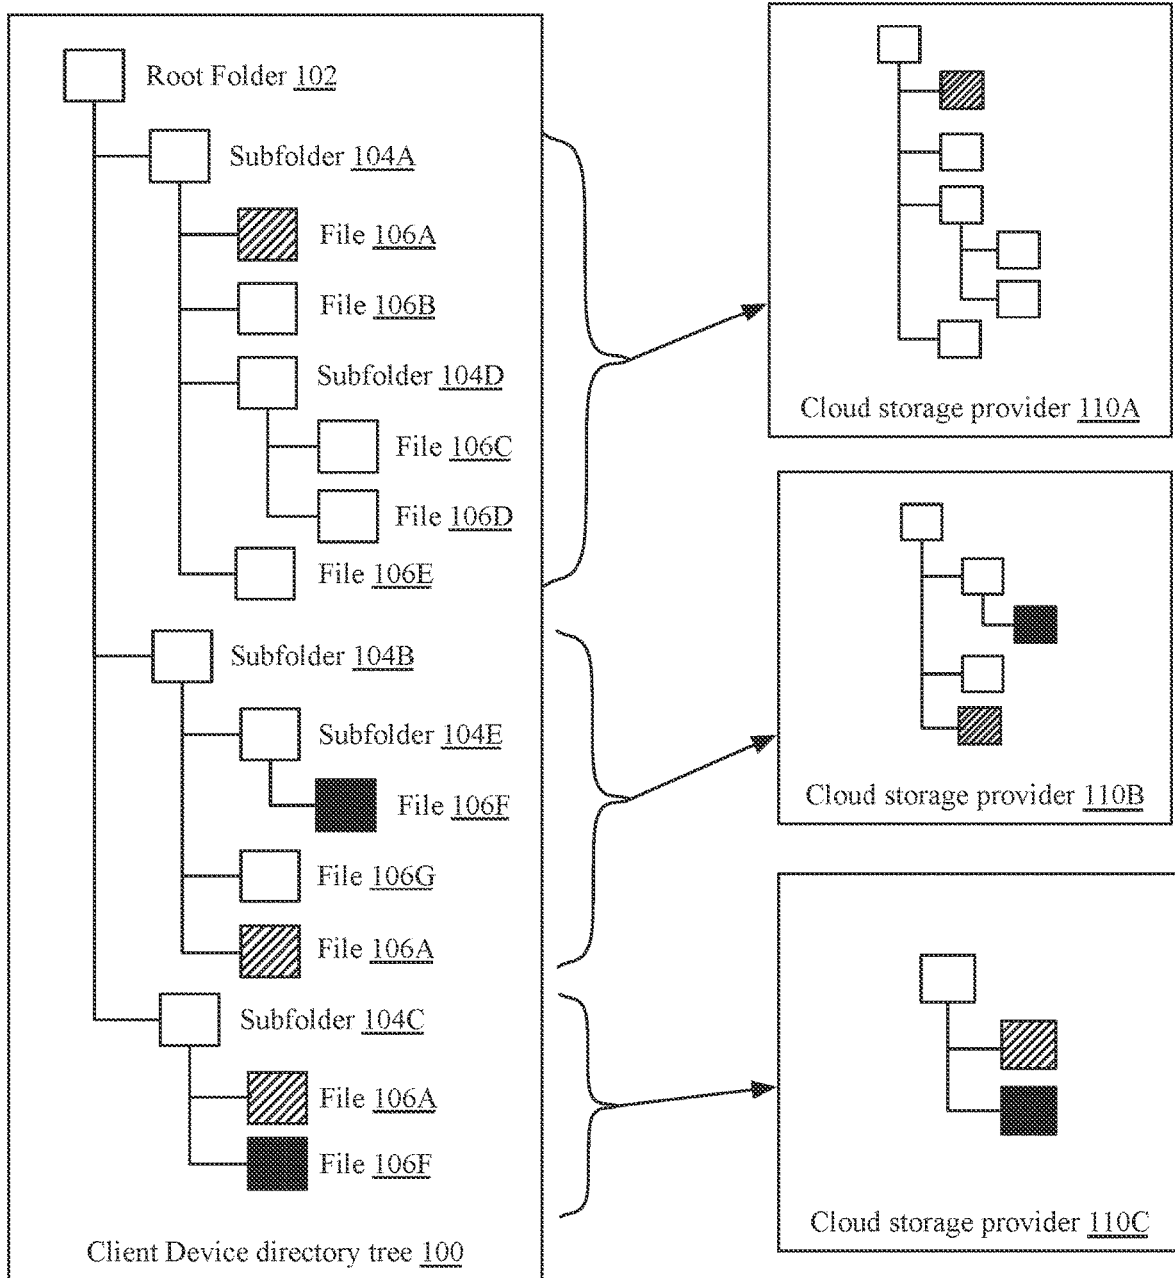 Root Folder 102
Subfolder 104A
File 106A
File 106B
Subfolder 104D
File 106C
File 106D
File 106E
Subfolder 104B
Subfolder 104E
File 106F
File 106G
File 106A
Subfolder 104C
File 106A
File 106F
Client Device directory tree 100
Cloud storage provider 110A
Cloud storage provider 110B
Cloud storage provider 110C